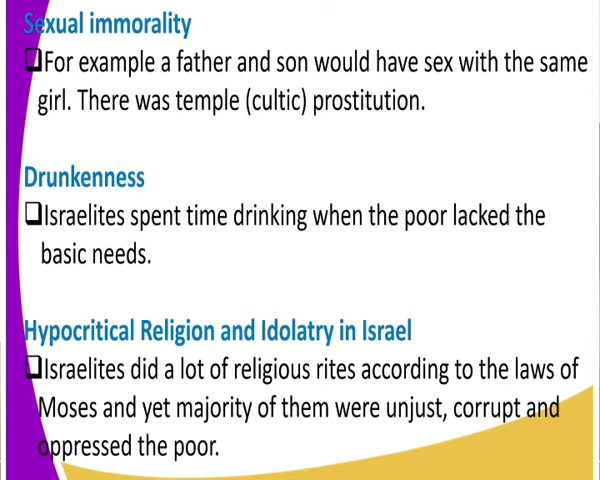 Sexual immorality
❑For example a father and son would have sex with the same
girl. There was temple (cultic) prostitution.
Drunkenness
❑Israelites spent time drinking when the poor lacked the
basic needs.
Hypocritical Religion and Idolatry in Israel
❑Israelites did a lot of religious rites according to the laws of
Moses and yet majority of them were unjust, corrupt and
oppressed the poor.